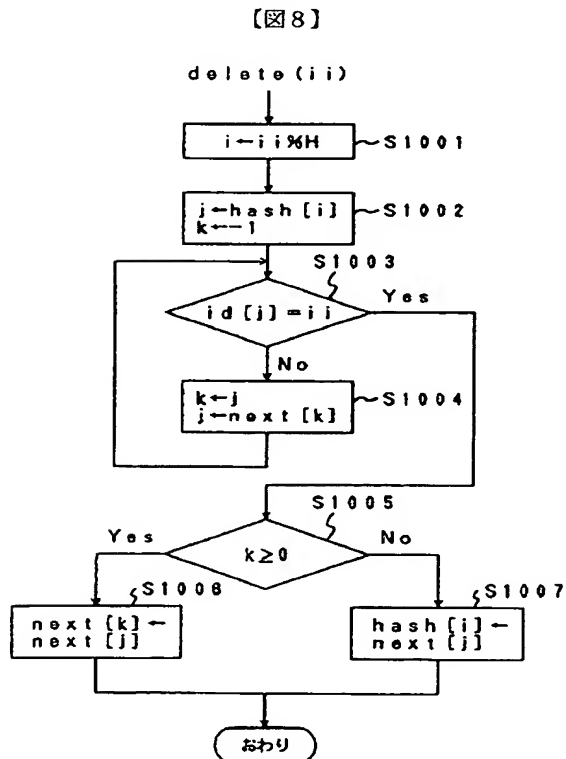 【図8】
delete(ii)
i←ii%H
S1001
j←hash[i]
k←-1
S1002
S1003
id[j]=ii
Yes
No
k←j
j←next[k]
S1004
S1005
k≥0
Yes
No
S1006
next[k]←
next[j]
S1007
hash[i]←
next[j]
おわり